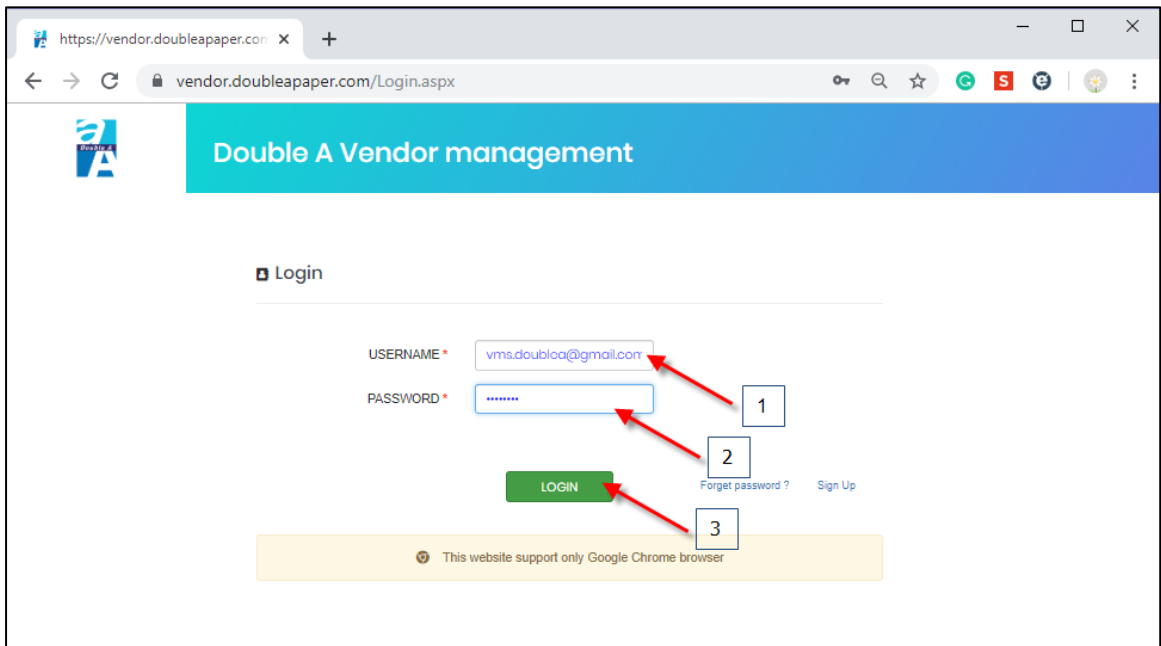 https://vendor.doubleapaper.com
vendor.doubleapaper.com/Login.aspx
Double A
Double A Vendor management
Login
USERNAME *
vms.doubloa@gmail.com
PASSWORD *
1
2
LOGIN
Forget password ?
Sign Up
3
This website support only Google Chrome browser